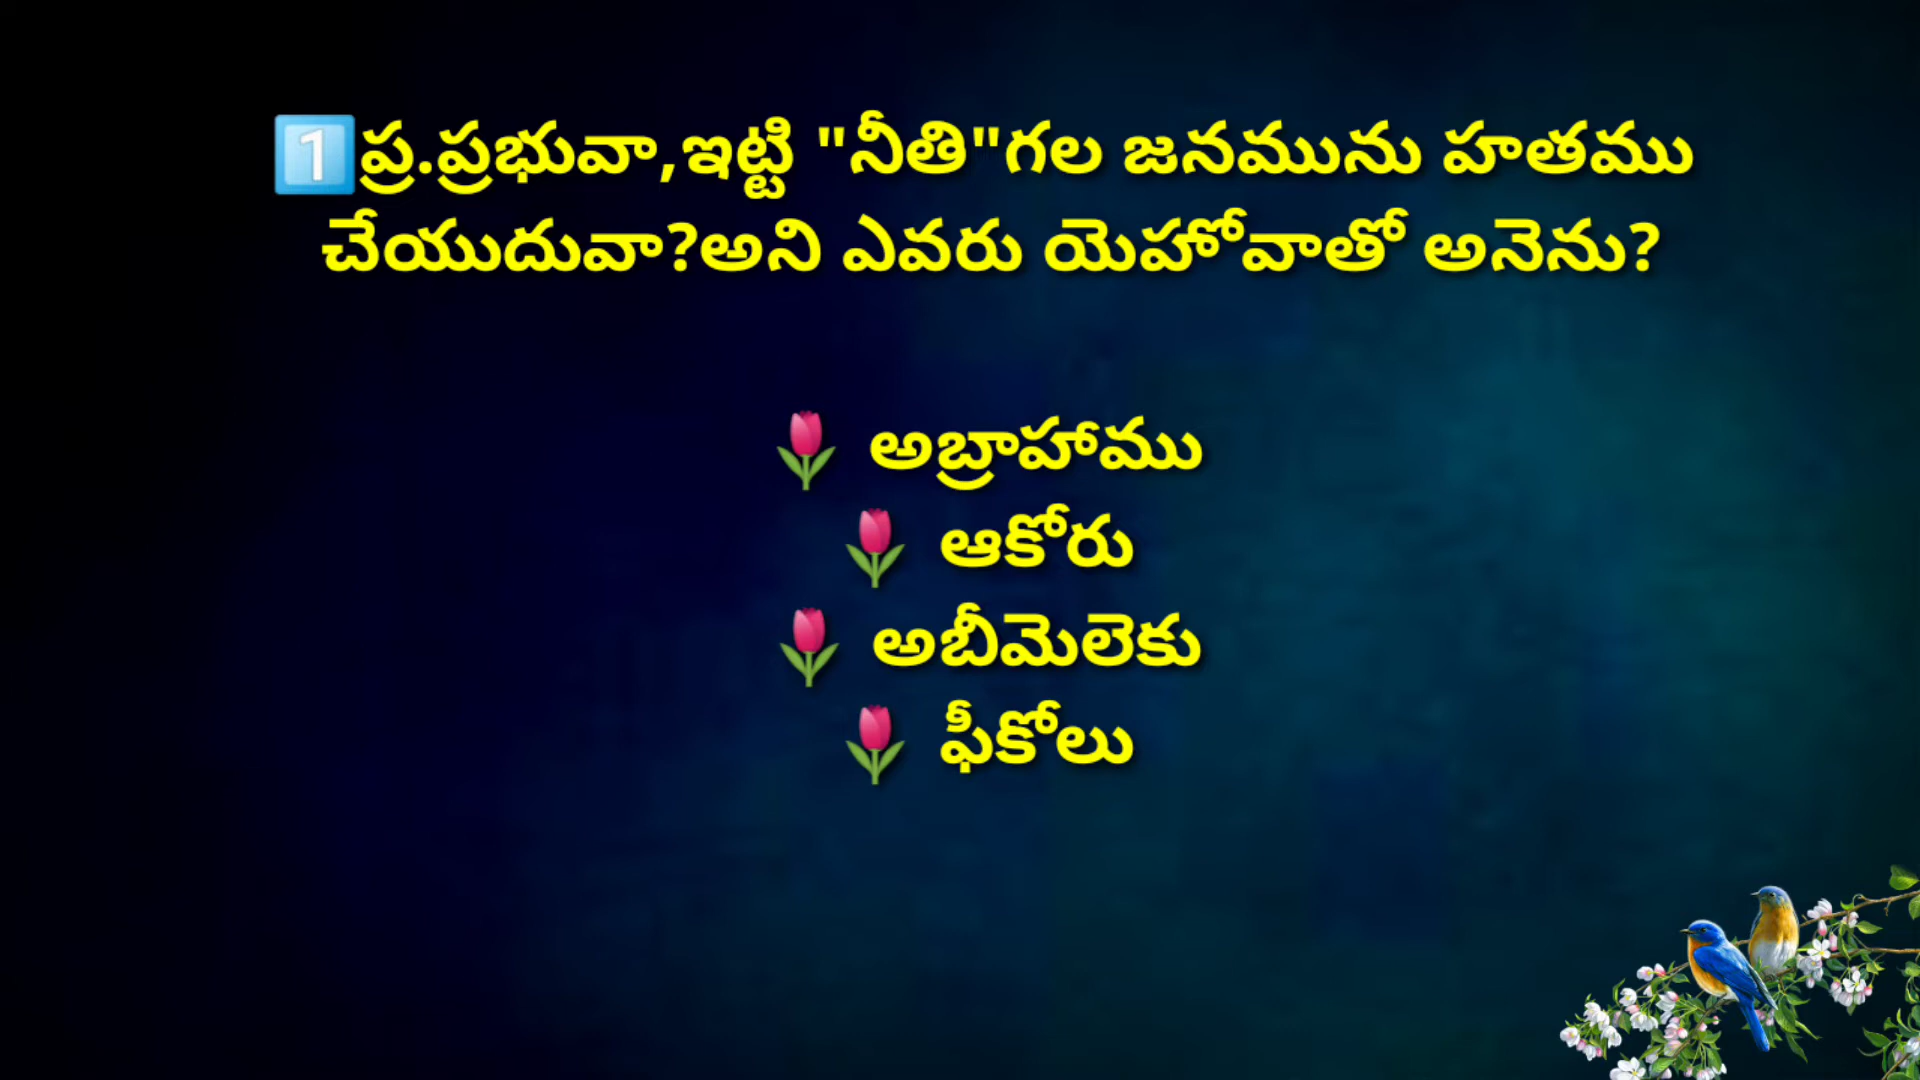 1️⃣ప్ర.ప్రభువా,ఇట్టి "నీతి"గల జనమును హతము
చేయుదువా?అని ఎవరు యెహోవాతో అనెను?
🌷 అబ్రాహాము
🌷 ఆకోరు
🌷 అబీమెలెకు
🌷 ఫీకోలు